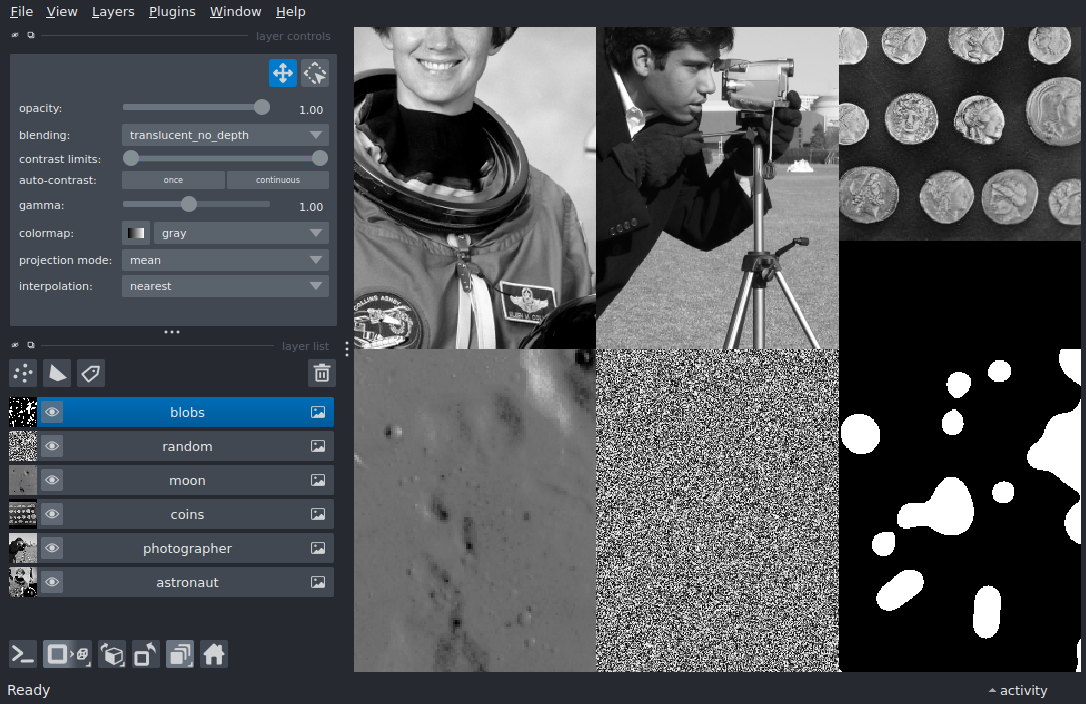 File View Layers Plugins Window Help
layer controls
opacity: 1.00
blending: translucent_no_depth
contrast limits:
auto-contrast: once continuous
gamma: 1.00
colormap: gray
projection mode: mean
interpolation: nearest
layer list
blobs
random
moon
coins
photographer
astronaut
Ready
activity